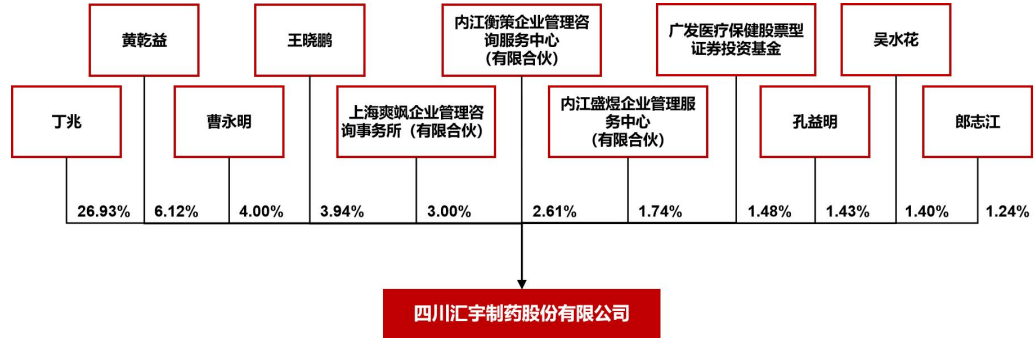 黄乾益
王晓鹏
内江衡策企业管理咨
询服务中心
（有限合伙）
广发医疗保健股票型
证券投资基金
吴水花
丁兆
曹永明
上海爽飒企业管理咨
询事务所（有限合伙）
内江盛煜企业管理服
务中心
（有限合伙）
孔益明
郎志江
26.93%
6.12%
4.00%
3.94%
3.00%
2.61%
1.74%
1.48%
1.43%
1.40%
1.24%
四川汇宇制药股份有限公司